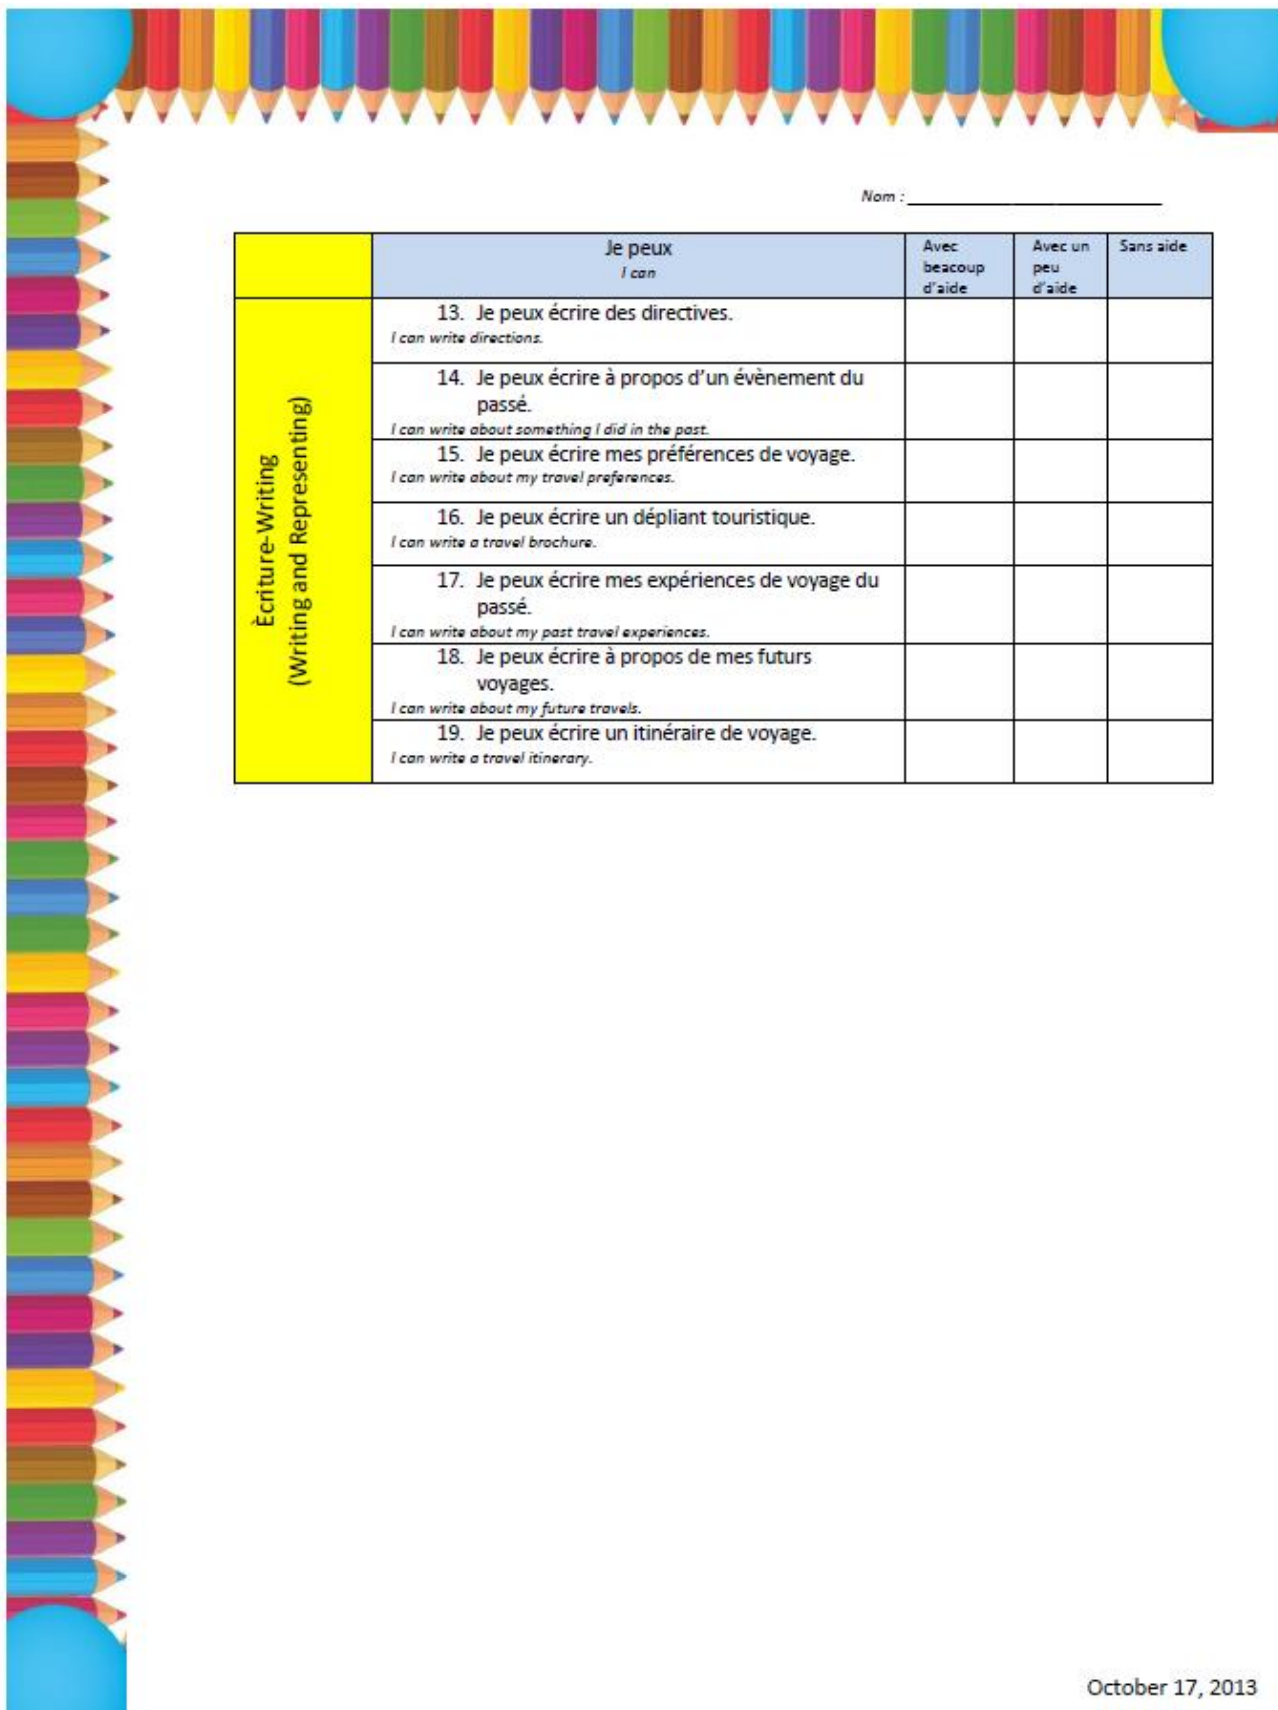 Nom :
Je peux
I can
Avec
beacoup
d'aide
Avec un
peu
d'aide
Sans aide
Ècriture-Writing
(Writing and Representing)
13. Je peux écrire des directives.
I can write directions.
14. Je peux écrire à propos d'un évènement du
passé.
I can write about something I did in the past.
15. Je peux écrire mes préférences de voyage.
I can write about my travel preferences.
16. Je peux écrire un dépliant touristique.
I can write a travel brochure.
17. Je peux écrire mes expériences de voyage du
passé.
I can write about my past travel experiences.
18. Je peux écrire à propos de mes futurs
voyages.
I can write about my future travels.
19. Je peux écrire un itinéraire de voyage.
I can write a travel itinerary.
October 17, 2013